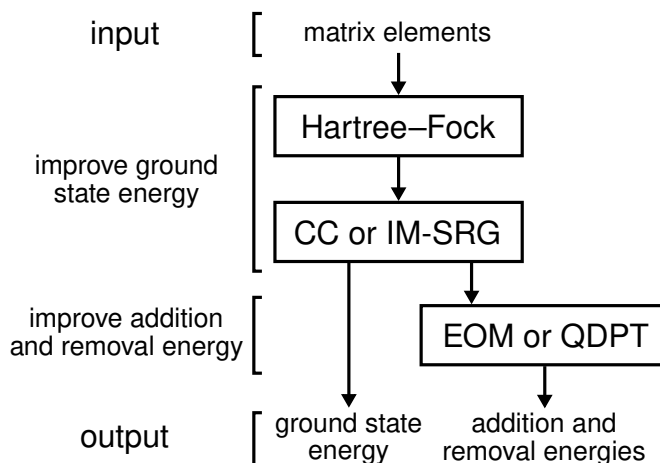 input
matrix elements
Hartree–Fock
improve ground
state energy
CC or IM-SRG
improve addition
and removal energy
EOM or QDPT
output
ground state
energy
addition and
removal energies